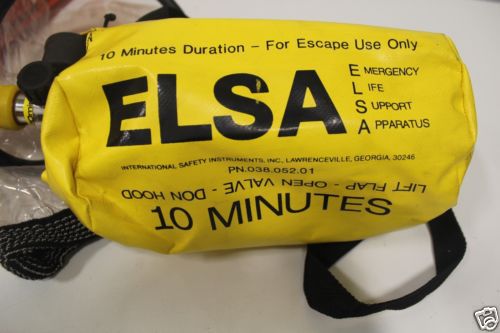 10 Minutes Duration - For Escape Use Only
ELSA
EMERGENCY
LIFE
SUPPORT
APPARATUS
INTERNATIONAL SAFETY INSTRUMENTS, INC., LAWRENCEVILLE, GEORGIA, 30246
PN.038.052.01
LIFT FLAP - OPEN VALVE - DON HOOD
10 MINUTES
ebY